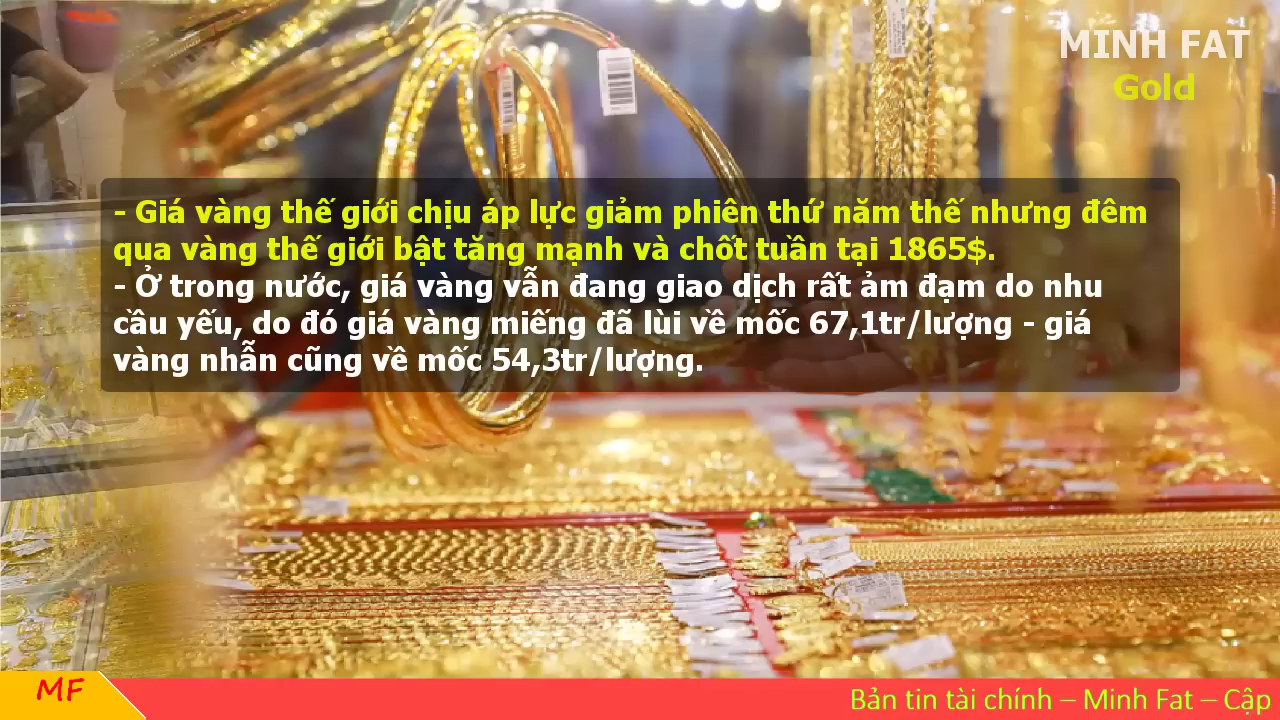 MINH FAT
Gold
- Giá vàng thế giới chịu áp lực giảm phiên thứ năm thế nhưng đêm
qua vàng thế giới bật tăng mạnh và chốt tuần tại 1865$.
- Ở trong nước, giá vàng vẫn đang giao dịch rất ảm đạm do nhu
cầu yếu, do đó giá vàng miếng đã lùi về mốc 67,1tr/lượng - giá
vàng nhẫn cũng về mốc 54,3tr/lượng.
MF
Bản tin tài chính – Minh Fat – Cập